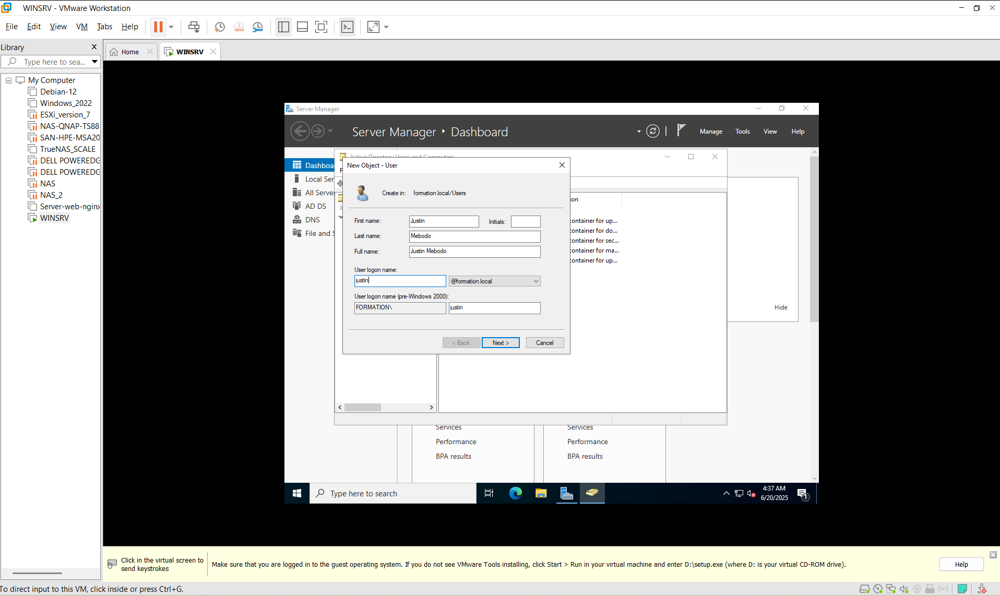 WINSRV - VMware Workstation
File Edit View VM Tabs Help
Library
Type here to sea...
Home
WINSRV
My Computer
Debian-12
Windows_2022
ESXi_version_7
NAS-QNAP-TS88
SAN-HPE-MSA20
TrueNAS_SCALE
DELL POWEREDG
DELL POWEREDG
NAS
NAS_2
Server-web-nginx
WINSRV
Server Manager
Server Manager Dashboard
Manage Tools View Help
Dashboa
Local Ser
All Server
AD DS
DNS
File and S
Active Directory Users and Computers
F
New Object - User
Create in: formation.local/Users
First name: Justin Initials:
Last name: Mebodo
Full name: Justin Mebodo
User logon name:
justin @formation.local
User logon name (pre-Windows 2000):
FORMATION\ justin
< Back Next > Cancel
ion
container for up...
container for do...
container for sec...
container for ma...
container for up...
Hide
Services
Performance
BPA results
Services
Performance
BPA results
Type here to search
4:37 AM
6/20/2025
1
Click in the virtual screen to
send keystrokes
Make sure that you are logged in to the guest operating system. If you do not see VMware Tools installing, click Start > Run in your virtual machine and enter D:\setup.exe (where D: is your virtual CD-ROM drive).
Help
To direct input to this VM, click inside or press Ctrl+G.